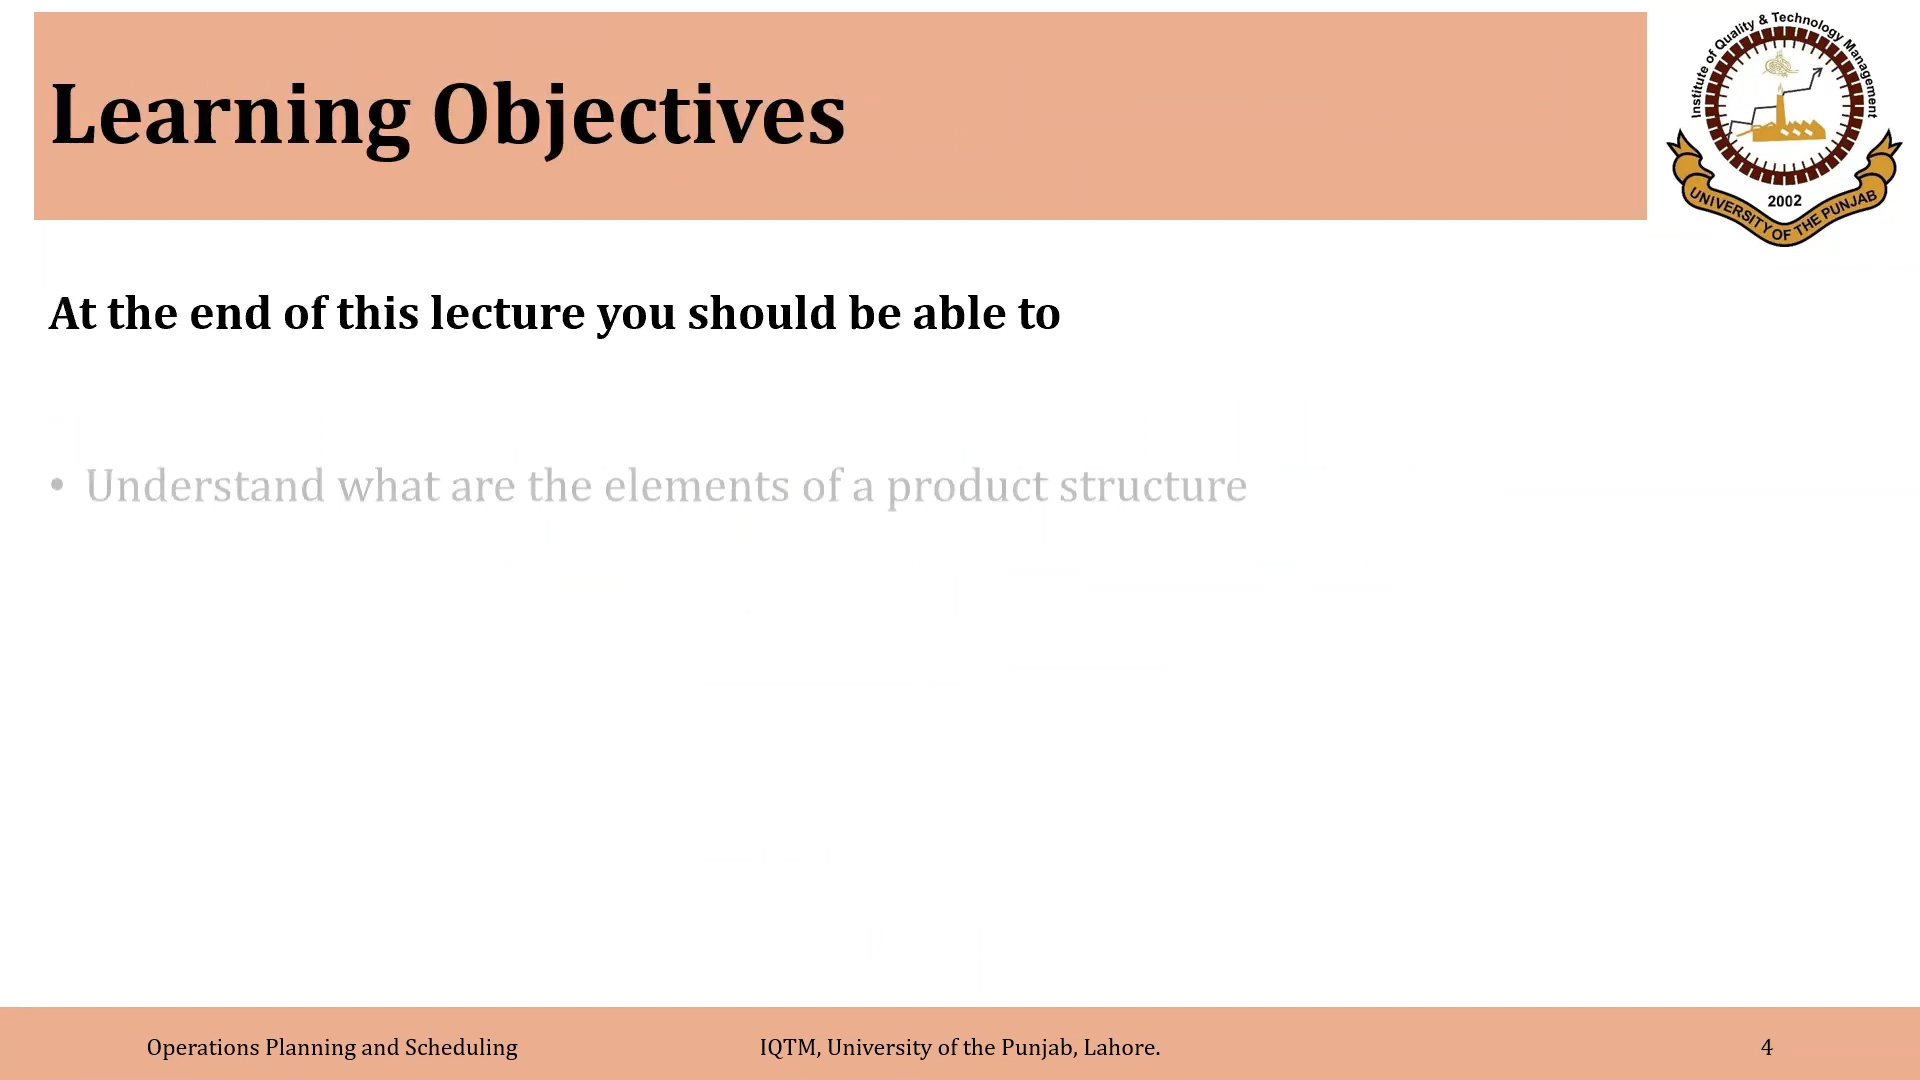 Learning Objectives
Institute of Quality & Technology Management
2002
UNIVERSITY OF THE PUNJAB
At the end of this lecture you should be able to
• Understand what are the elements of a product structure
Operations Planning and Scheduling
IQTM, University of the Punjab, Lahore.
4